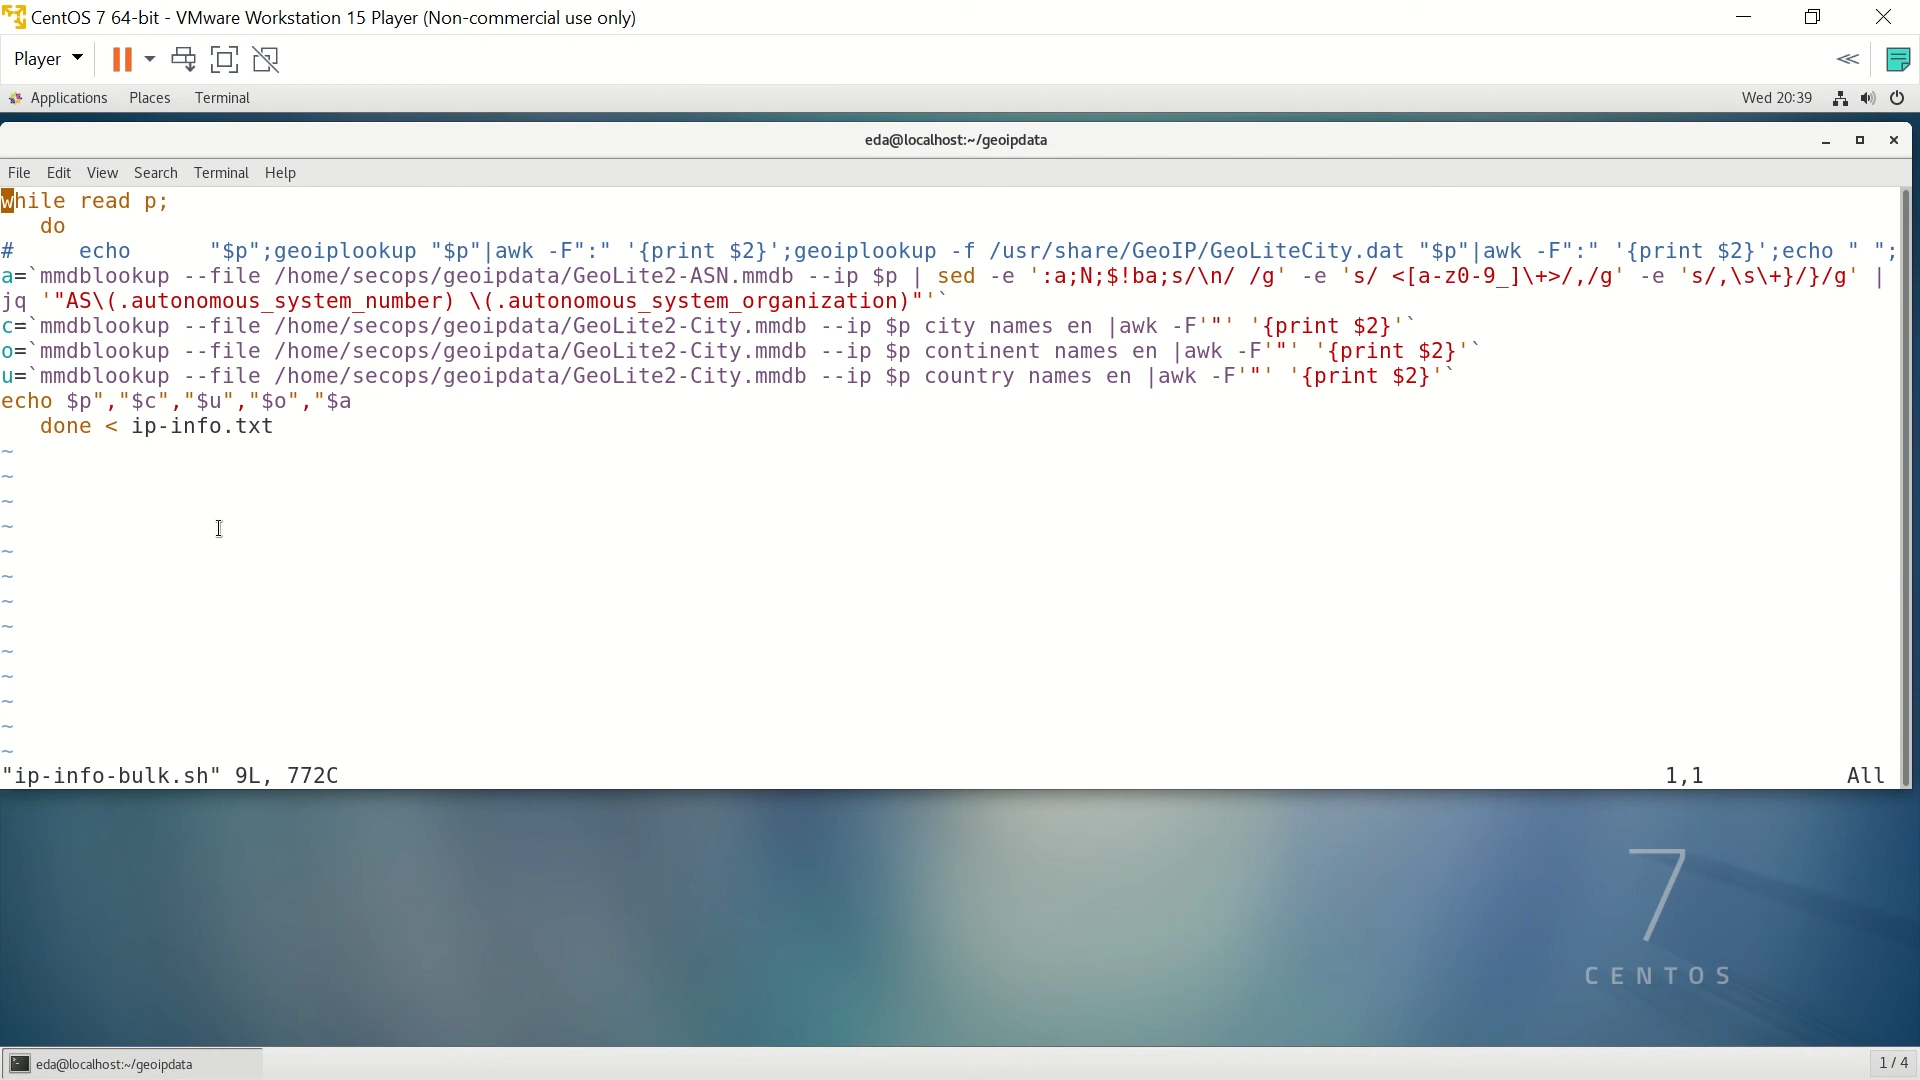 CentOS 7 64-bit - VMware Workstation 15 Player (Non-commercial use only)
Player
Applications Places Terminal Wed 20:39
eda@localhost:~/geoipdata
File Edit View Search Terminal Help
while read p;
   do
#     echo      "$p";geoiplookup "$p"|awk -F":" '{print $2}';geoiplookup -f /usr/share/GeoIP/GeoLiteCity.dat "$p"|awk -F":" '{print $2}';echo " ";
a=`mmdblookup --file /home/secops/geoipdata/GeoLite2-ASN.mmdb --ip $p | sed -e ':a;N;$!ba;s/\n/ /g' -e 's/ <[a-z0-9_]\+>/,/g' -e 's/,\s\+}/}/g' |
jq '"AS\(.autonomous_system_number) \(.autonomous_system_organization)"'`
c=`mmdblookup --file /home/secops/geoipdata/GeoLite2-City.mmdb --ip $p city names en |awk -F'"' '{print $2}'`
o=`mmdblookup --file /home/secops/geoipdata/GeoLite2-City.mmdb --ip $p continent names en |awk -F'"' '{print $2}'`
u=`mmdblookup --file /home/secops/geoipdata/GeoLite2-City.mmdb --ip $p country names en |awk -F'"' '{print $2}'`
echo $p","$c","$u","$o","$a
   done < ip-info.txt
~
~
~
~
~
~
~
~
~
~
~
~
~
"ip-info-bulk.sh" 9L, 772C 1,1 All
7
CENTOS
eda@localhost:~/geoipdata 1 / 4